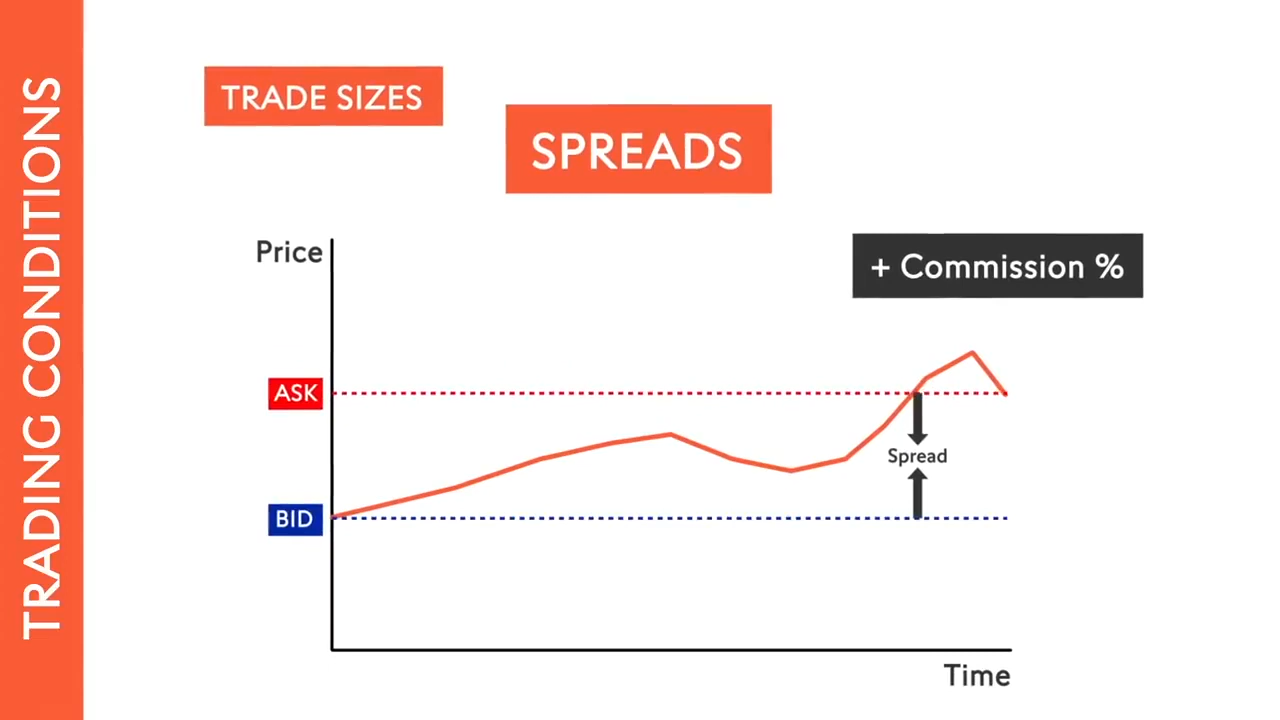 TRADING CONDITIONS
TRADE SIZES
SPREADS
+ Commission %
Price
ASK
Spread
BID
Time